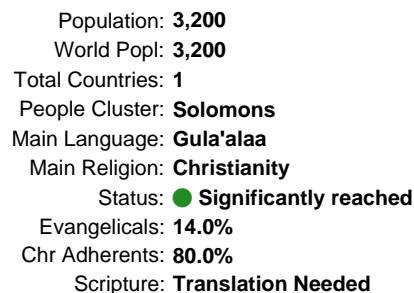 Population: 3,200
World Popl: 3,200
Total Countries: 1
People Cluster: Solomons
Main Language: Gula'alaa
Main Religion: Christianity
Status: Significantly reached
Evangelicals: 14.0%
Chr Adherents: 80.0%
Scripture: Translation Needed